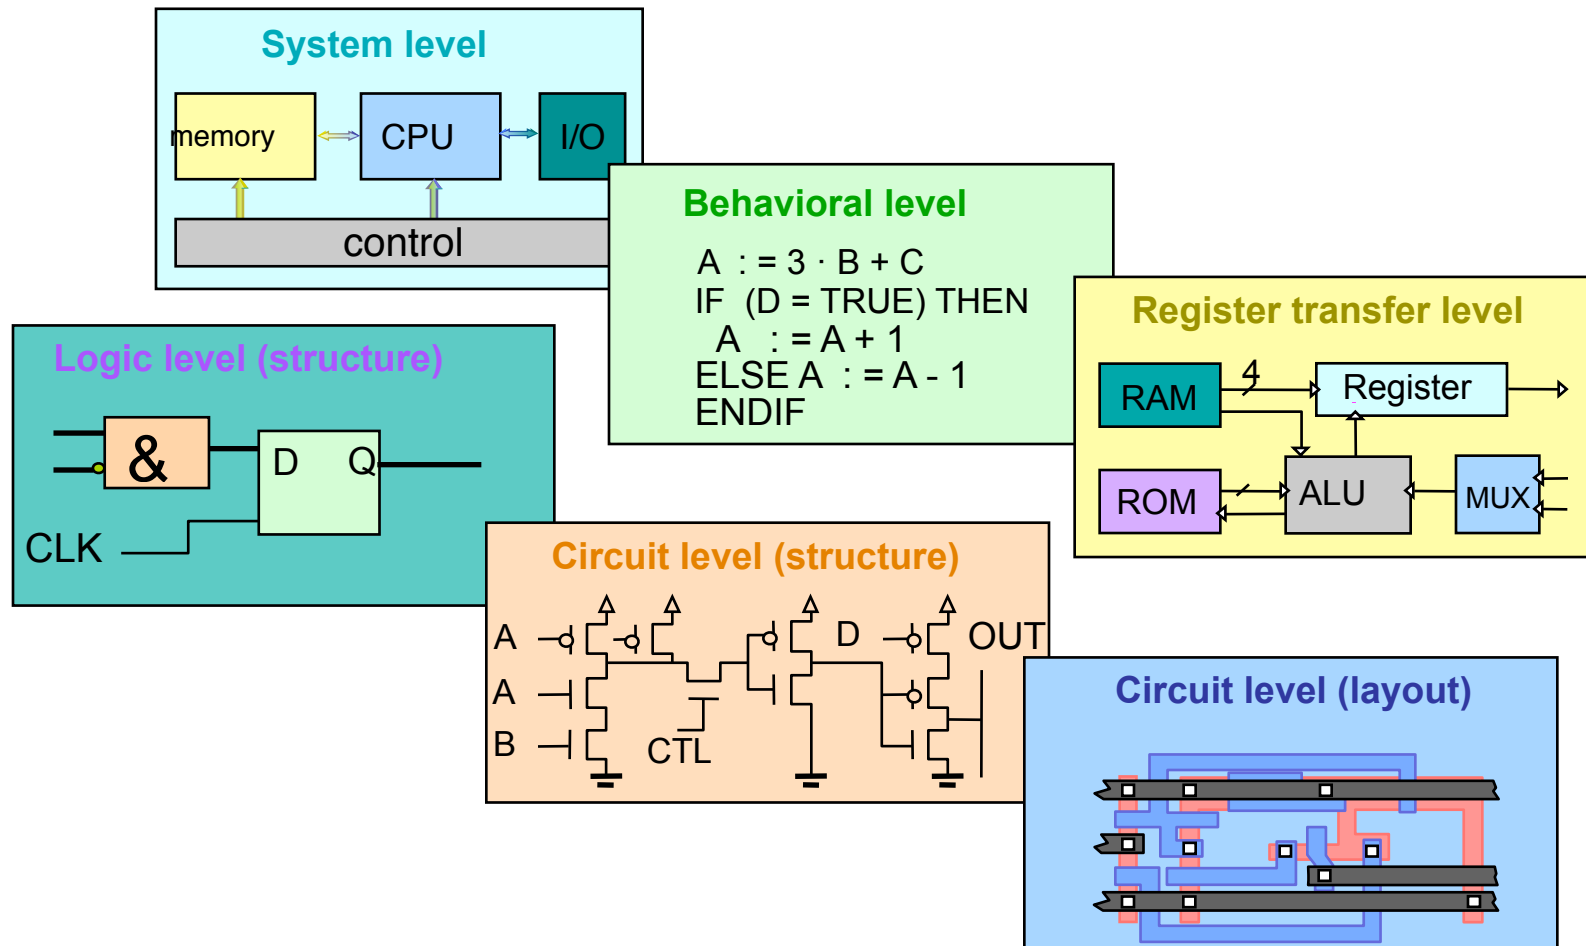 System level
memory
CPU
I/O
control
Behavioral level
A := 3 · B + C
IF (D = TRUE) THEN
A := A + 1
ELSE A := A - 1
ENDIF
Register transfer level
RAM
4
Register
ROM
ALU
MUX
Logic level (structure)
&
D
Q
CLK
Circuit level (structure)
A
D
OUT
A
B
CTL
Circuit level (layout)